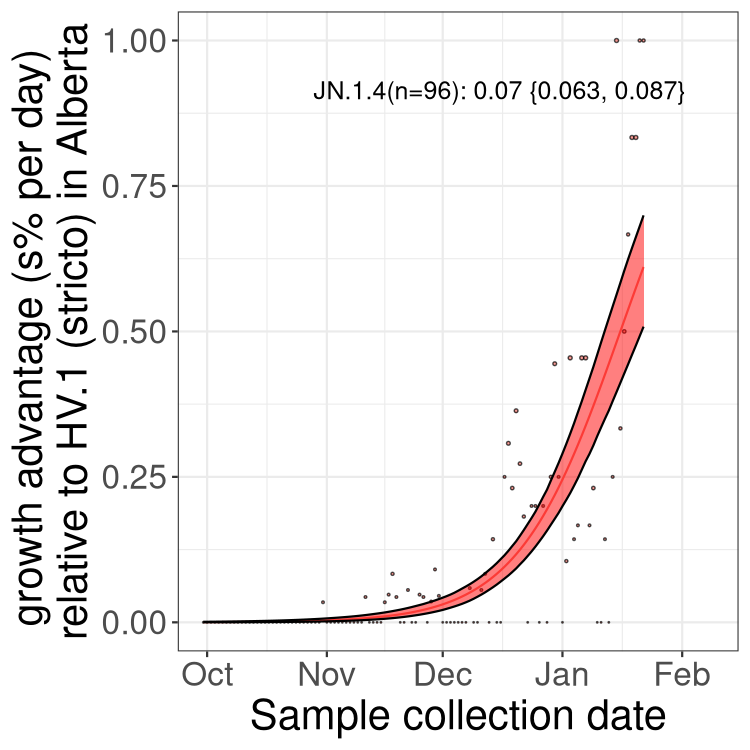 growth advantage (s% per day)
relative to HV.1 (stricto) in Alberta
1.00
0.75
0.50
0.25
0.00
JN.1.4(n=96): 0.07 {0.063, 0.087}
Oct Nov Dec Jan Feb
Sample collection date